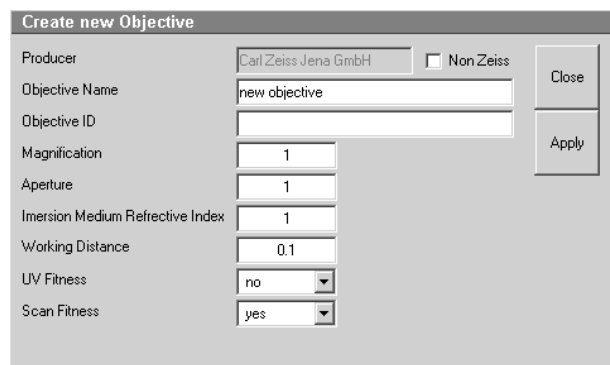 Create new Objective
Producer Carl Zeiss Jena GmbH Non Zeiss
Close
Objective Name new objective
Objective ID
Apply
Magnification 1
Aperture 1
Imersion Medium Refrective Index 1
Working Distance 0.1
UV Fitness no
Scan Fitness yes